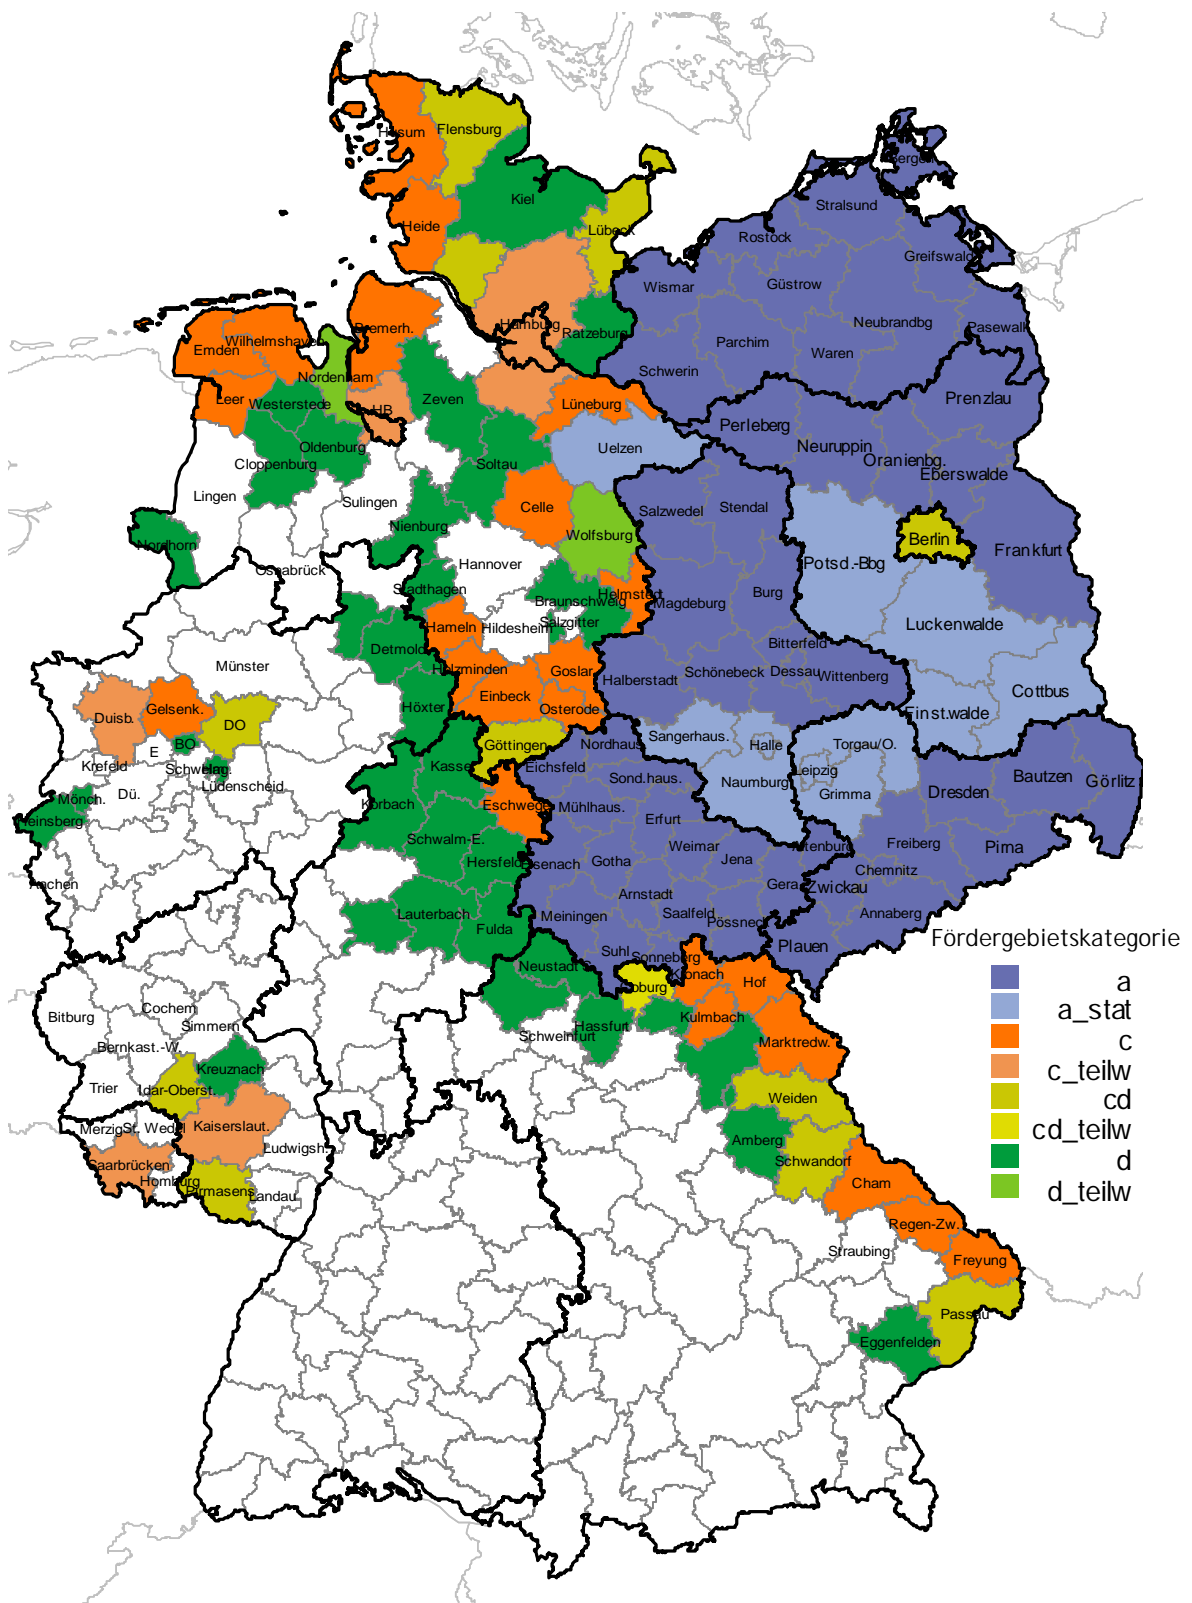 Husum
Flensburg
Bergen
Kiel
Stralsund
Heide
Lübeck
Rostock
Greifswald
Wismar
Güstrow
Bremerh.
Hamburg
Ratzeburg
Neubrandbg
Pasewalk
Wilhelmshaven
Emden
Parchim
Waren
Schwerin
Nordenham
Leer
Westerstede
HB
Zeven
Lüneburg
Prenzlau
Perleberg
Oldenburg
Uelzen
Neuruppin
Oranienbg.
Cloppenburg
Soltau
Eberswalde
Lingen
Sulingen
Celle
Salzwedel
Stendal
Nienburg
Wolfsburg
Berlin
Nordhorn
Frankfurt
Hannover
Potsd.-Bbg
Osnabrück
Stadthagen
Braunschweig
Helmstedt
Magdeburg
Burg
Salzgitter
Hameln
Hildesheim
Luckenwalde
Detmold
Bitterfeld
Münster
Holzminden
Goslar
Halberstadt
Schönebeck
Dessau
Wittenberg
Cottbus
Einbeck
Duisb.
Gelsenk.
Höxter
Osterode
Finst.walde
DO
Göttingen
Nordhaus.
Sangerhaus.
Halle
Torgau/O.
E
BO
Krefeld
Schwelm
Hag.
Kassel
Eichsfeld
Leipzig
Bautzen
Görlitz
Lüdenscheid
Sond.haus.
Naumburg
Grimma
Dresden
Mönch.
Dü.
Korbach
Eschwege
Mühlhaus.
Heinsberg
Erfurt
Schwalm-E.
Weimar
Altenburg
Freiberg
Pirna
Hersfeld
Eisenach
Gotha
Jena
Chemnitz
Aachen
Gera
Zwickau
Arnstadt
Lauterbach
Meiningen
Saalfeld
Pössneck
Annaberg
Fulda
Suhl
Sonneberg
Plauen
Fördergebietskategorie
Neustadt S.
Kronach
Hof
Coburg
a
Cochem
a_stat
Bitburg
Simmern
Schweinfurt
Hassfurt
Kulmbach
Marktredw.
c
Bernkast.-W.
Kreuznach
c_teilw
Trier
Idar-Oberst.
Weiden
cd
Merzig
St. Wedel
Kaiserslaut.
cd_teilw
Ludwigsh.
Amberg
Saarbrücken
Schwandorf
d
Homburg
Pirmasens
Landau
Cham
d_teilw
Regen-Zw.
Straubing
Freyung
Passau
Eggenfelden